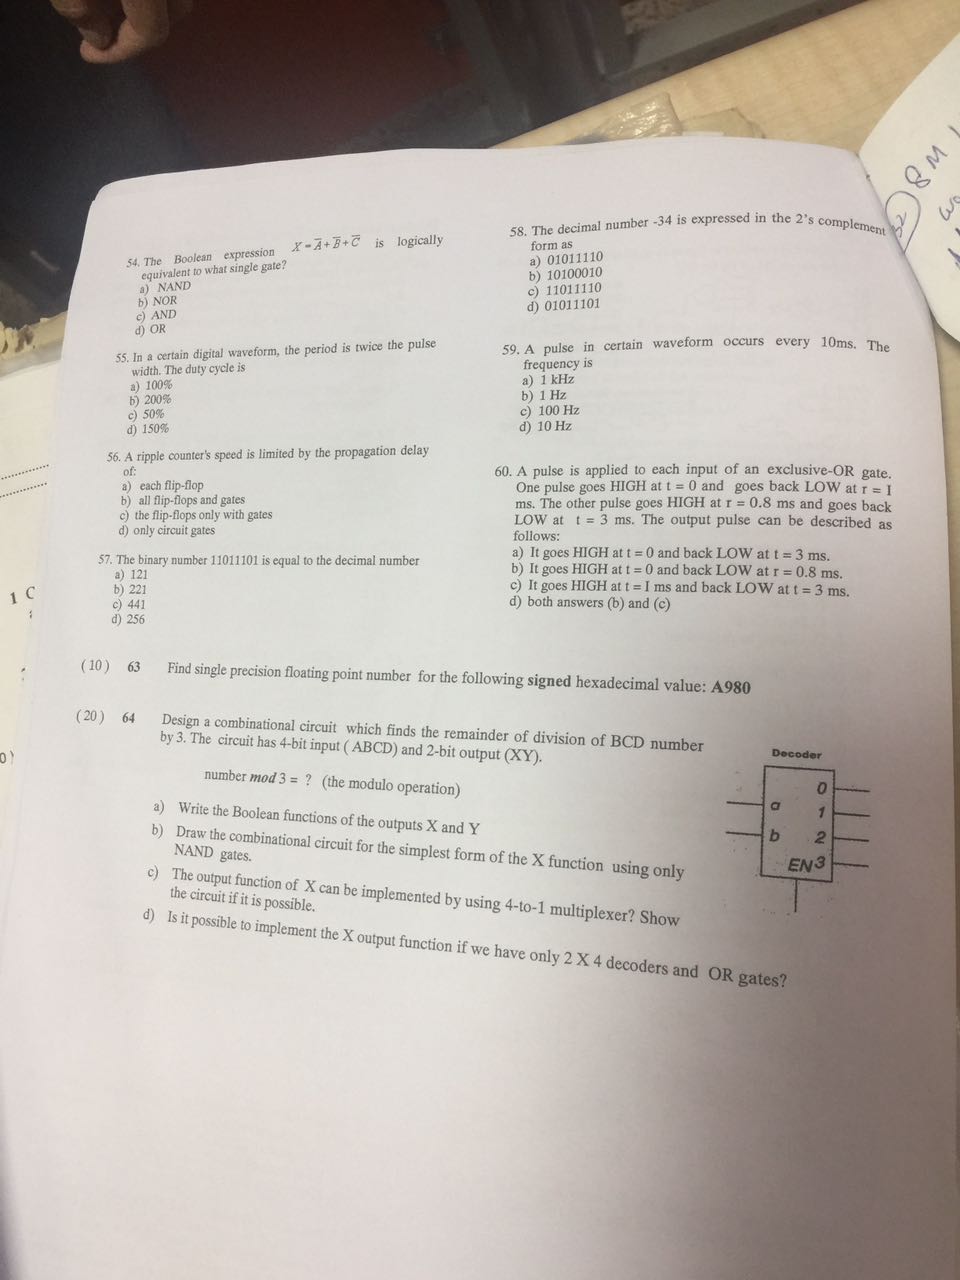 54. The Boolean expression X = A̅ + B̅ + C̅ is logically
equivalent to what single gate?
a) NAND
b) NOR
c) AND
d) OR
55. In a certain digital waveform, the period is twice the pulse
width. The duty cycle is
a) 100%
b) 200%
c) 50%
d) 150%
56. A ripple counter's speed is limited by the propagation delay
of:
a) each flip-flop
b) all flip-flops and gates
c) the flip-flops only with gates
d) only circuit gates
57. The binary number 11011101 is equal to the decimal number
a) 121
b) 221
c) 441
d) 256
58. The decimal number -34 is expressed in the 2's complement
form as
a) 01011110
b) 10100010
c) 11011110
d) 01011101
59. A pulse in certain waveform occurs every 10ms. The
frequency is
a) 1 kHz
b) 1 Hz
c) 100 Hz
d) 10 Hz
60. A pulse is applied to each input of an exclusive-OR gate.
One pulse goes HIGH at t = 0 and goes back LOW at r = I
ms. The other pulse goes HIGH at r = 0.8 ms and goes back
LOW at t = 3 ms. The output pulse can be described as
follows:
a) It goes HIGH at t = 0 and back LOW at t = 3 ms.
b) It goes HIGH at t = 0 and back LOW at r = 0.8 ms.
c) It goes HIGH at t = I ms and back LOW at t = 3 ms.
d) both answers (b) and (c)
(10) 63 Find single precision floating point number for the following signed hexadecimal value: A980
(20) 64 Design a combinational circuit which finds the remainder of division of BCD number
by 3. The circuit has 4-bit input ( ABCD) and 2-bit output (XY).
number mod 3 = ? (the modulo operation)
a) Write the Boolean functions of the outputs X and Y
b) Draw the combinational circuit for the simplest form of the X function using only
NAND gates.
c) The output function of X can be implemented by using 4-to-1 multiplexer? Show
the circuit if it is possible.
d) Is it possible to implement the X output function if we have only 2 X 4 decoders and OR gates?
Decoder
0
a 1
b 2
EN 3
32
8M
1 C